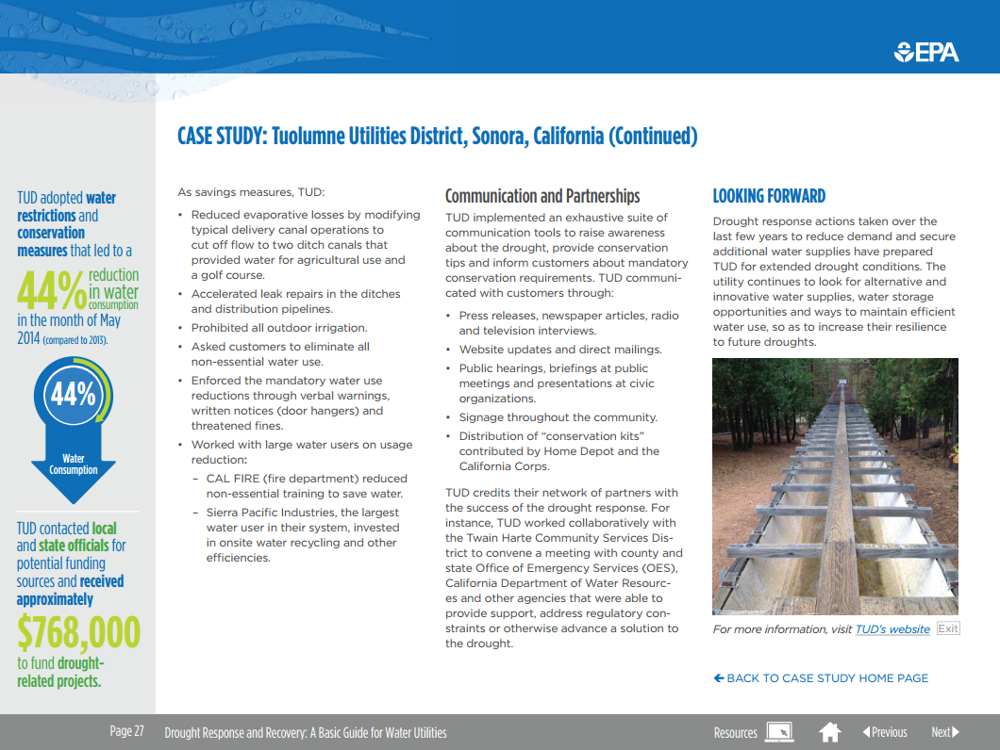 EPA
CASE STUDY: Tuolumne Utilities District, Sonora, California (Continued)
TUD adopted water
restrictions and
conservation
measures that led to a
44% reduction
in water
consumption
in the month of May
2014 (compared to 2013).
44%
Water
Consumption
TUD contacted local
and state officials for
potential funding
sources and received
approximately
$768,000
to fund drought-
related projects.
As savings measures, TUD:
• Reduced evaporative losses by modifying
typical delivery canal operations to
cut off flow to two ditch canals that
provided water for agricultural use and
a golf course.
• Accelerated leak repairs in the ditches
and distribution pipelines.
• Prohibited all outdoor irrigation.
• Asked customers to eliminate all
non-essential water use.
• Enforced the mandatory water use
reductions through verbal warnings,
written notices (door hangers) and
threatened fines.
• Worked with large water users on usage
reduction:
– CAL FIRE (fire department) reduced
non-essential training to save water.
– Sierra Pacific Industries, the largest
water user in their system, invested
in onsite water recycling and other
efficiencies.
Communication and Partnerships
TUD implemented an exhaustive suite of
communication tools to raise awareness
about the drought, provide conservation
tips and inform customers about mandatory
conservation requirements. TUD communi-
cated with customers through:
• Press releases, newspaper articles, radio
and television interviews.
• Website updates and direct mailings.
• Public hearings, briefings at public
meetings and presentations at civic
organizations.
• Signage throughout the community.
• Distribution of “conservation kits”
contributed by Home Depot and the
California Corps.
TUD credits their network of partners with
the success of the drought response. For
instance, TUD worked collaboratively with
the Twain Harte Community Services Dis-
trict to convene a meeting with county and
state Office of Emergency Services (OES),
California Department of Water Resourc-
es and other agencies that were able to
provide support, address regulatory con-
straints or otherwise advance a solution to
the drought.
LOOKING FORWARD
Drought response actions taken over the
last few years to reduce demand and secure
additional water supplies have prepared
TUD for extended drought conditions. The
utility continues to look for alternative and
innovative water supplies, water storage
opportunities and ways to maintain efficient
water use, so as to increase their resilience
to future droughts.
For more information, visit TUD’s website Exit
BACK TO CASE STUDY HOME PAGE
Page 27 Drought Response and Recovery: A Basic Guide for Water Utilities Resources Previous Next